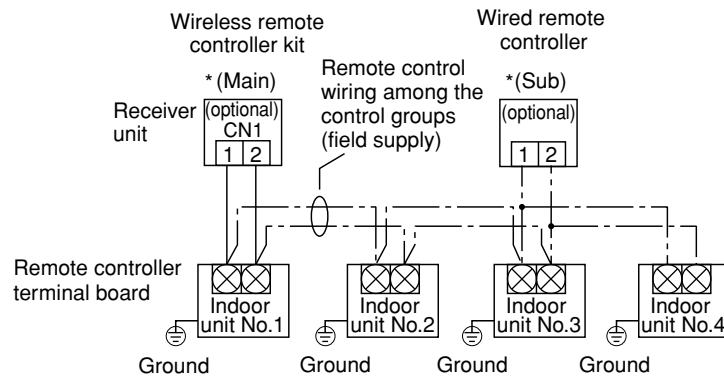 Wireless remote
controller kit
* (Main)
Receiver
unit
(optional)
CN1
1 2
Remote control
wiring among the
control groups
(field supply)
Wired remote
controller
* (Sub)
(optional)
1 2
Remote controller
terminal board
Indoor
unit No.1
Indoor
unit No.2
Indoor
unit No.3
Indoor
unit No.4
Ground
Ground
Ground
Ground